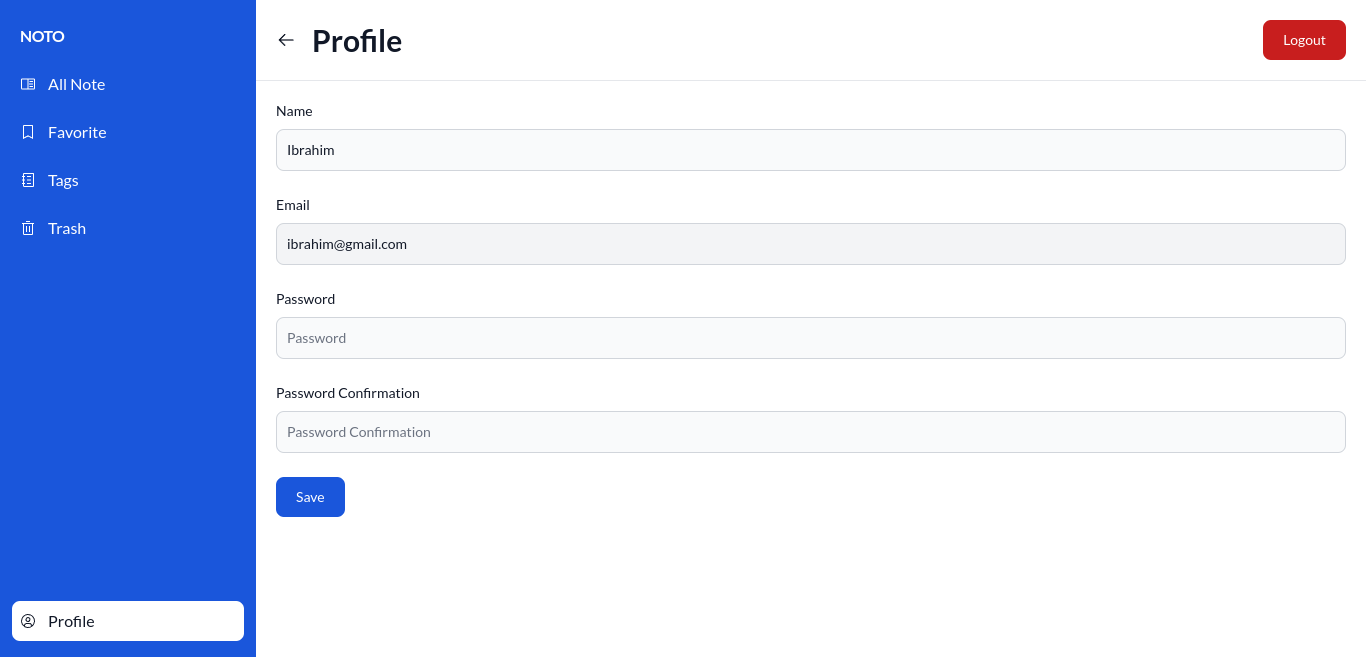 NOTO
All Note
Favorite
Tags
Trash
Profile
Profile
Logout
Name
Ibrahim
Email
ibrahim@gmail.com
Password
Password
Password Confirmation
Password Confirmation
Save